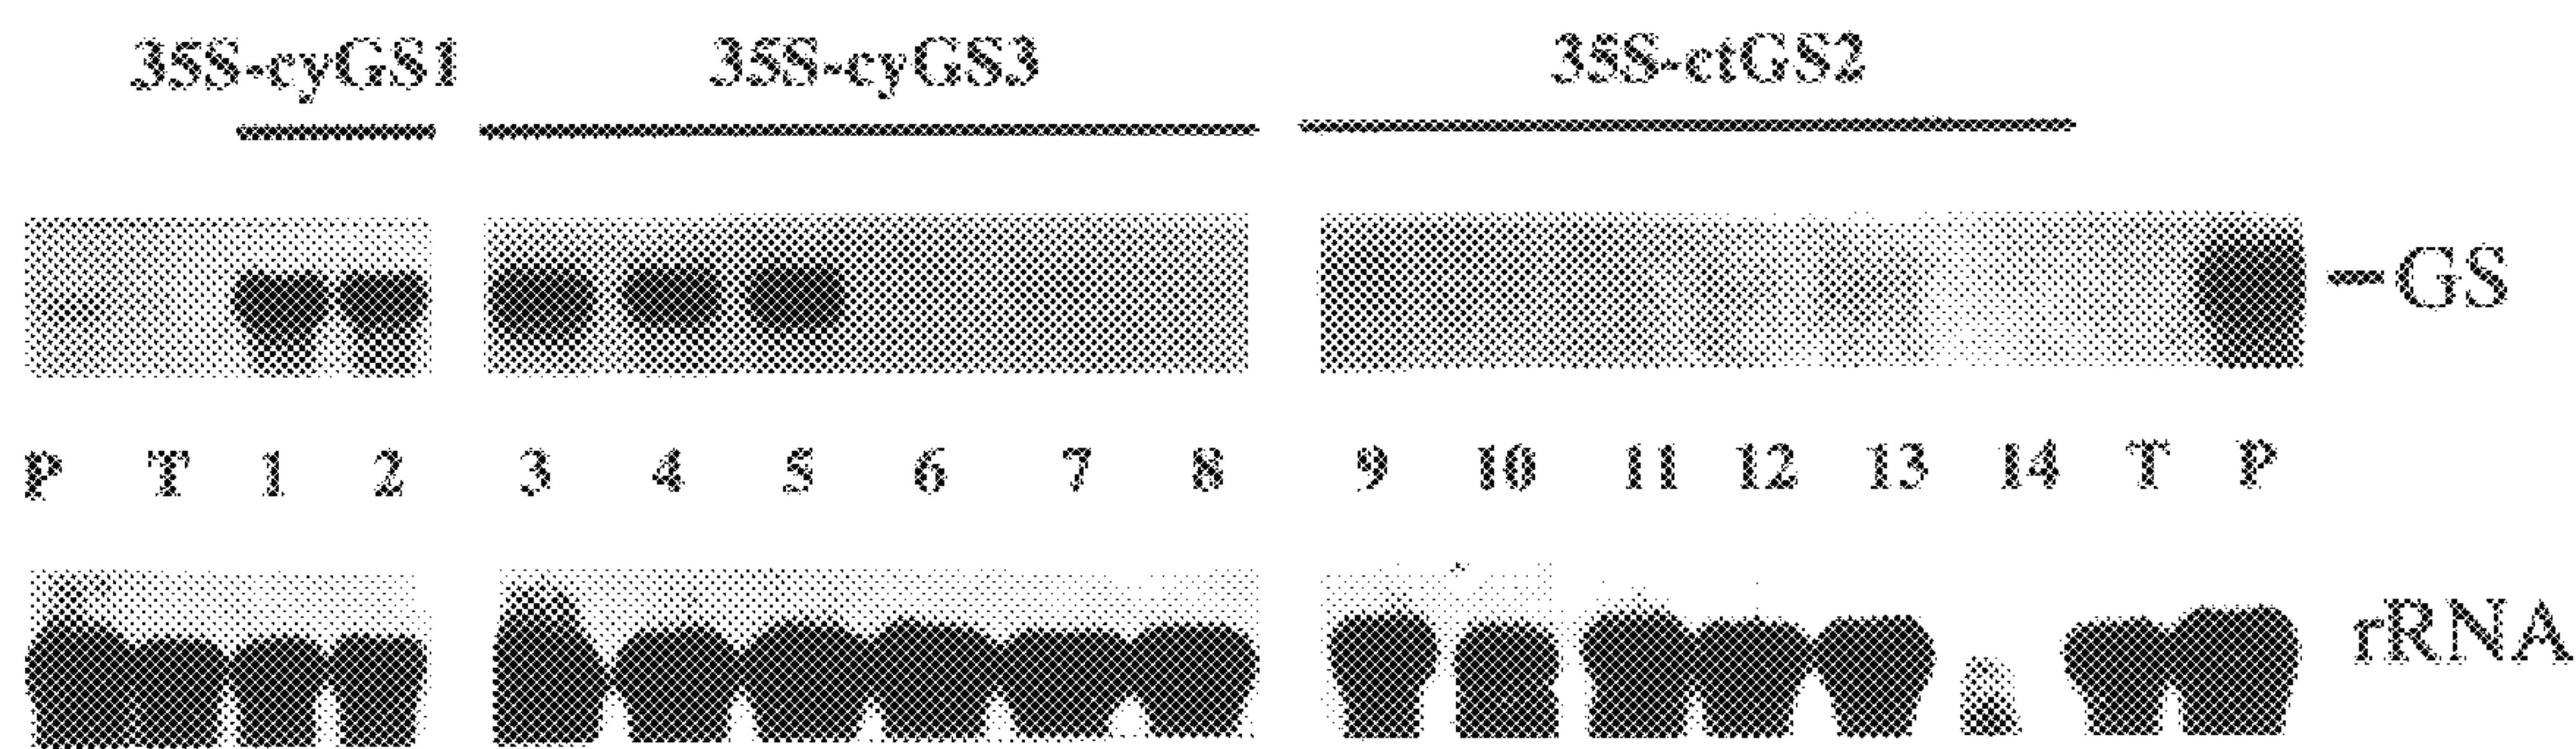 35S-cyGS1 35S-cyGS3 35S-ctGS2
–GS
P T 1 2 3 4 5 6 7 8 9 10 11 12 13 14 T P
rRNA